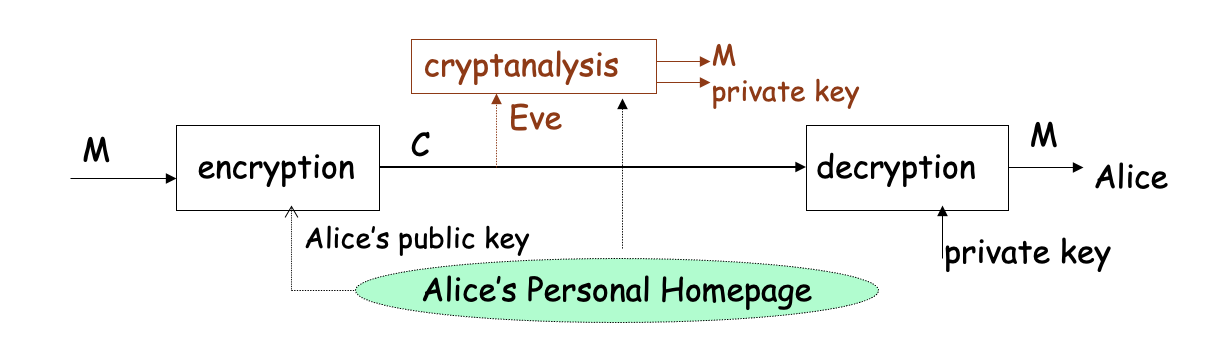 cryptanalysis
M
private key
Eve
M
encryption
C
decryption
M
Alice
Alice's public key
private key
Alice's Personal Homepage